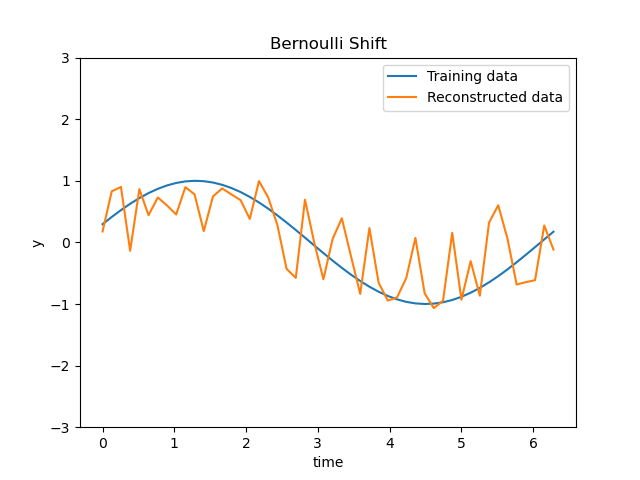 Bernoulli Shift
Training data
Reconstructed data
3
2
1
0
−1
−2
−3
y
0 1 2 3 4 5 6
time